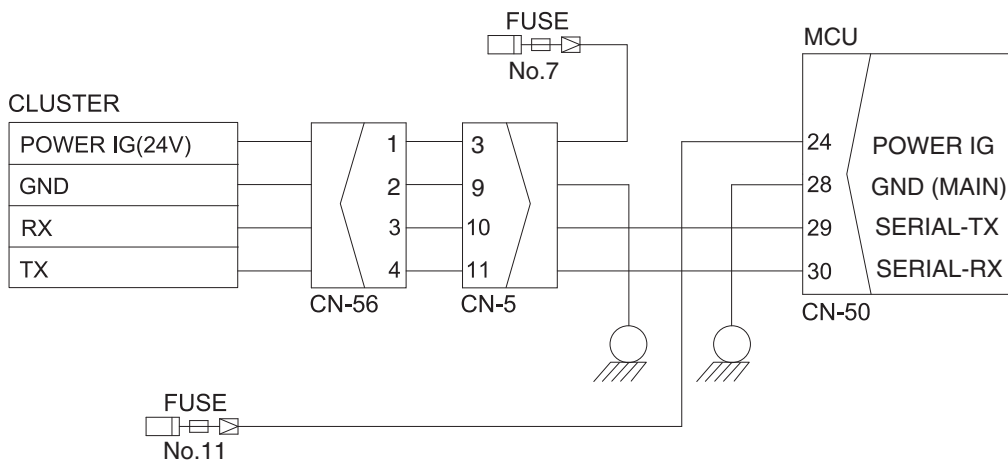 FUSE
No.7
MCU
CLUSTER
POWER IG(24V) 1 3 24 POWER IG
GND 2 9 28 GND (MAIN)
RX 3 10 29 SERIAL-TX
TX 4 11 30 SERIAL-RX
CN-56 CN-5 CN-50
FUSE
No.11